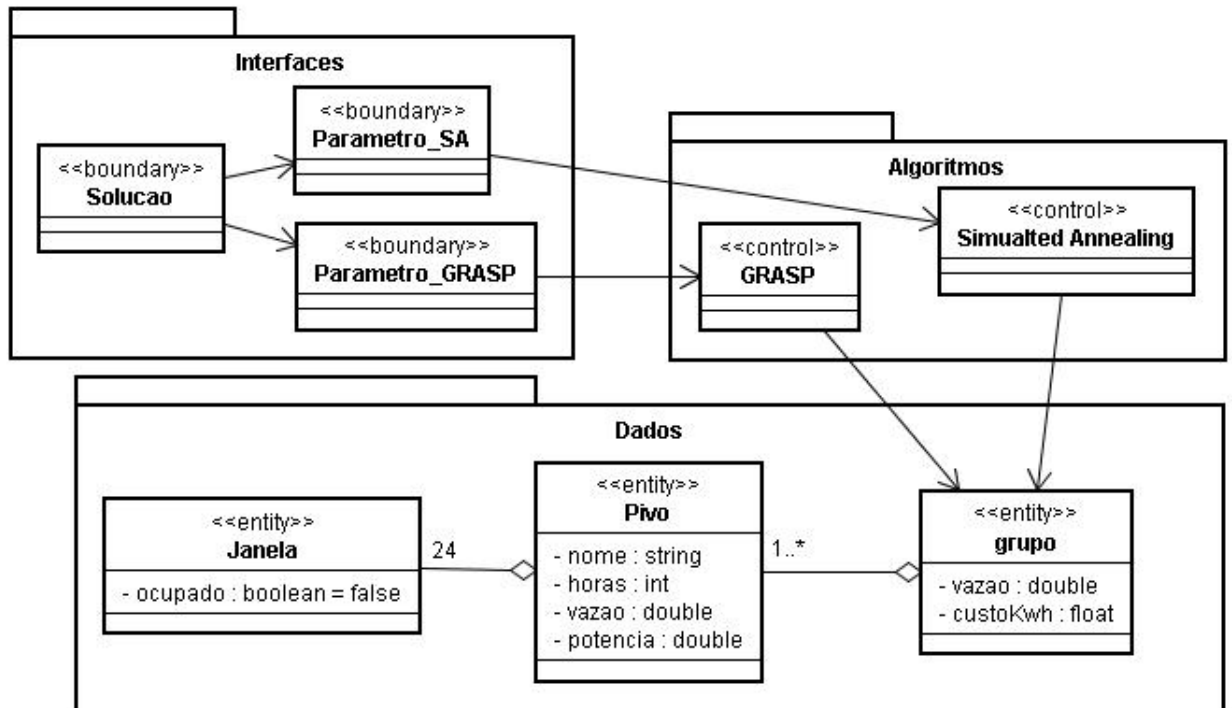 Interfaces
<<boundary>>
Solucao
<<boundary>>
Parametro_SA
<<boundary>>
Parametro_GRASP
Algoritmos
<<control>>
GRASP
<<control>>
Simualted Annealing
Dados
<<entity>>
Janela
- ocupado : boolean = false
24
<<entity>>
Pivo
- nome : string
- horas : int
- vazao : double
- potencia : double
1..*
<<entity>>
grupo
- vazao : double
- custoKwh : float